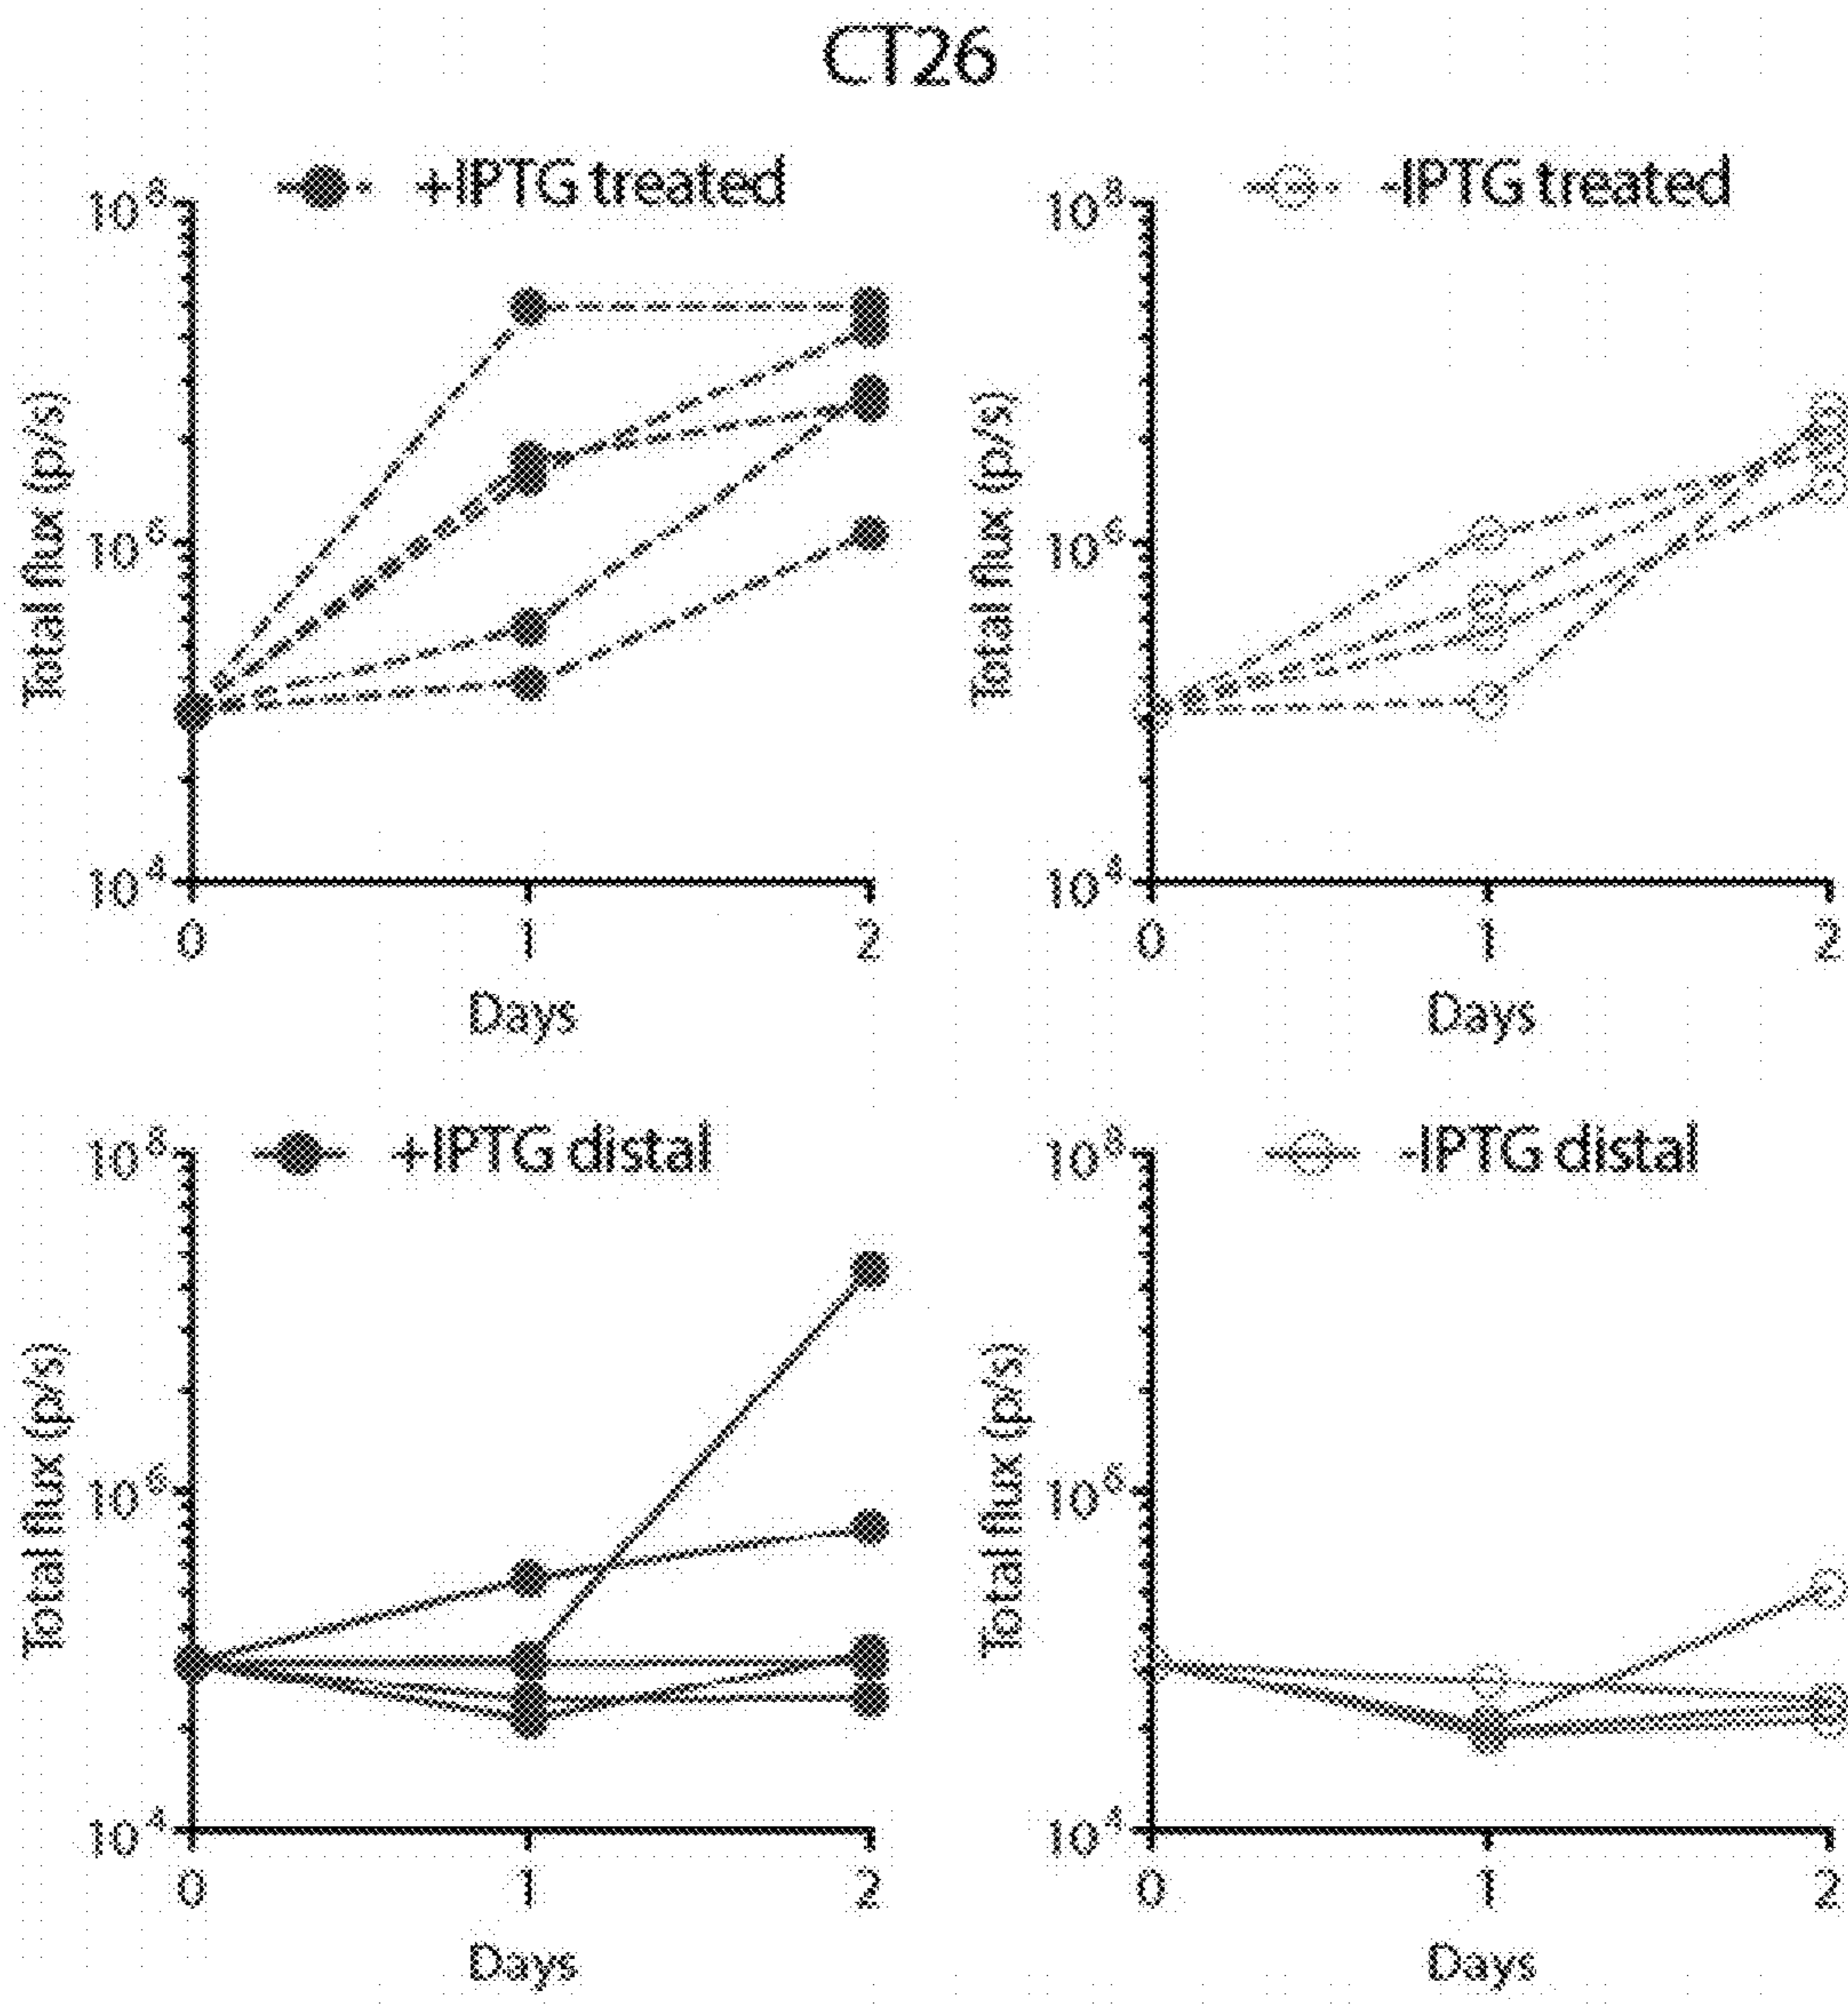 CT26
+IPTG treated
10^8
10^6
10^4
Total flux (p/s)
0 1 2
Days
-IPTG treated
10^8
10^6
10^4
Total flux (p/s)
0 1 2
Days
+IPTG distal
10^8
10^6
10^4
Total flux (p/s)
0 1 2
Days
-IPTG distal
10^8
10^6
10^4
Total flux (p/s)
0 1 2
Days